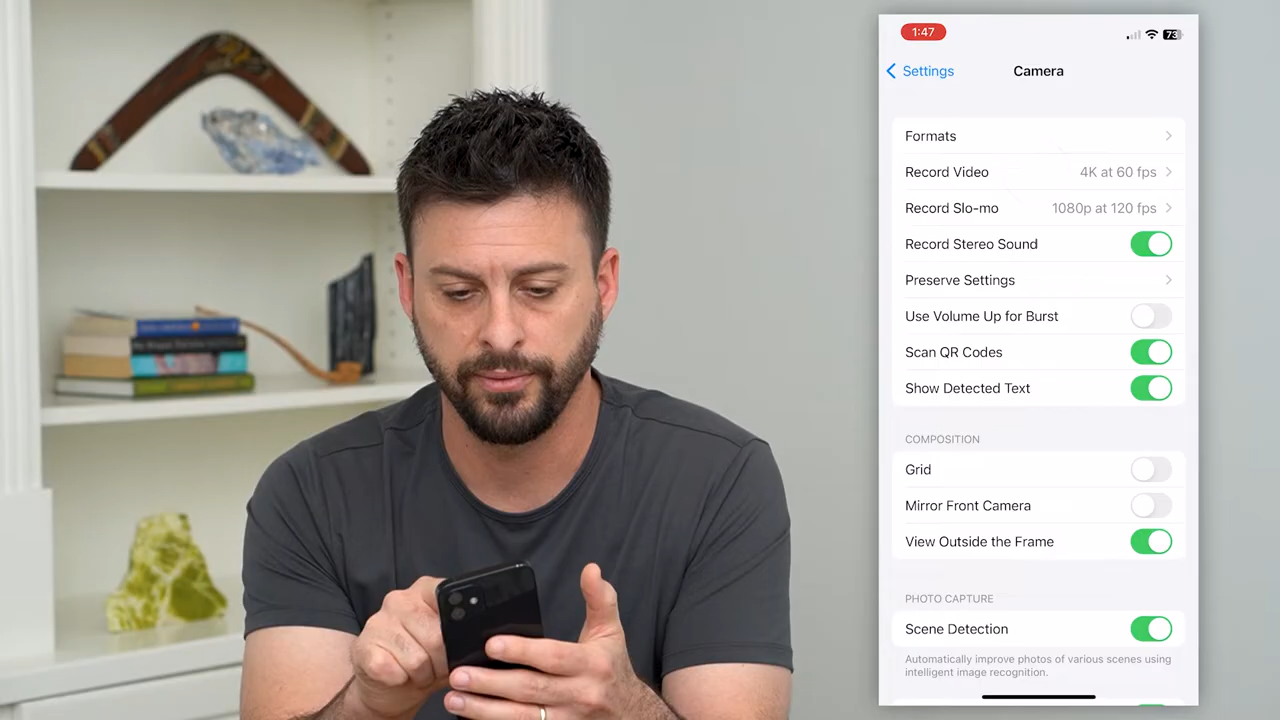 1:47
73
Settings
Camera
Formats
Record Video 4K at 60 fps
Record Slo-mo 1080p at 120 fps
Record Stereo Sound
Preserve Settings
Use Volume Up for Burst
Scan QR Codes
Show Detected Text
COMPOSITION
Grid
Mirror Front Camera
View Outside the Frame
PHOTO CAPTURE
Scene Detection
Automatically improve photos of various scenes using
intelligent image recognition.